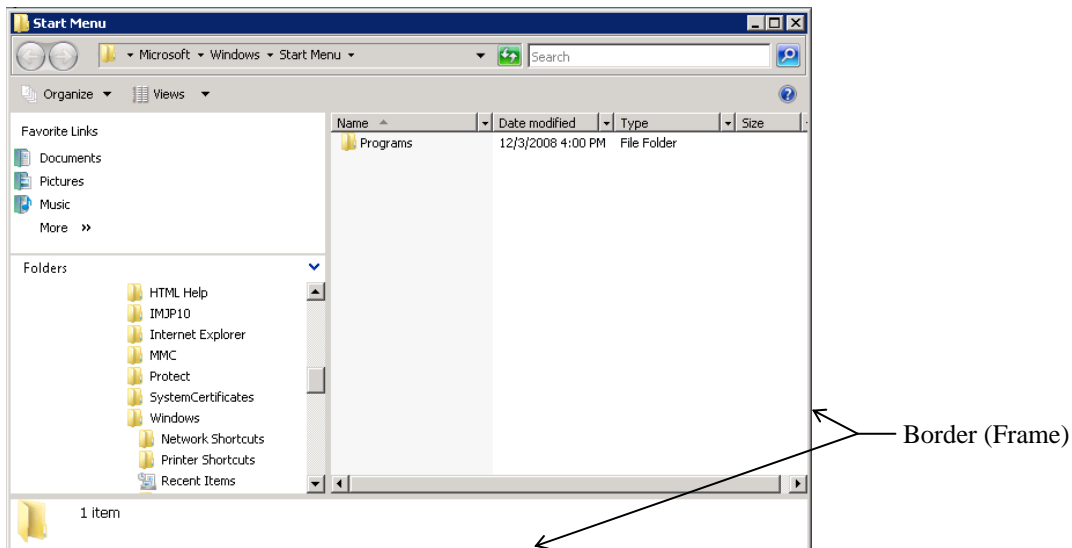 Start Menu
Microsoft Windows Start Menu
Search
Organize Views
Favorite Links
Documents
Pictures
Music
More »
Folders
HTML Help
IMJP10
Internet Explorer
MMC
Protect
SystemCertificates
Windows
Network Shortcuts
Printer Shortcuts
Recent Items
Name Date modified Type Size
Programs 12/3/2008 4:00 PM File Folder
1 item
Border (Frame)